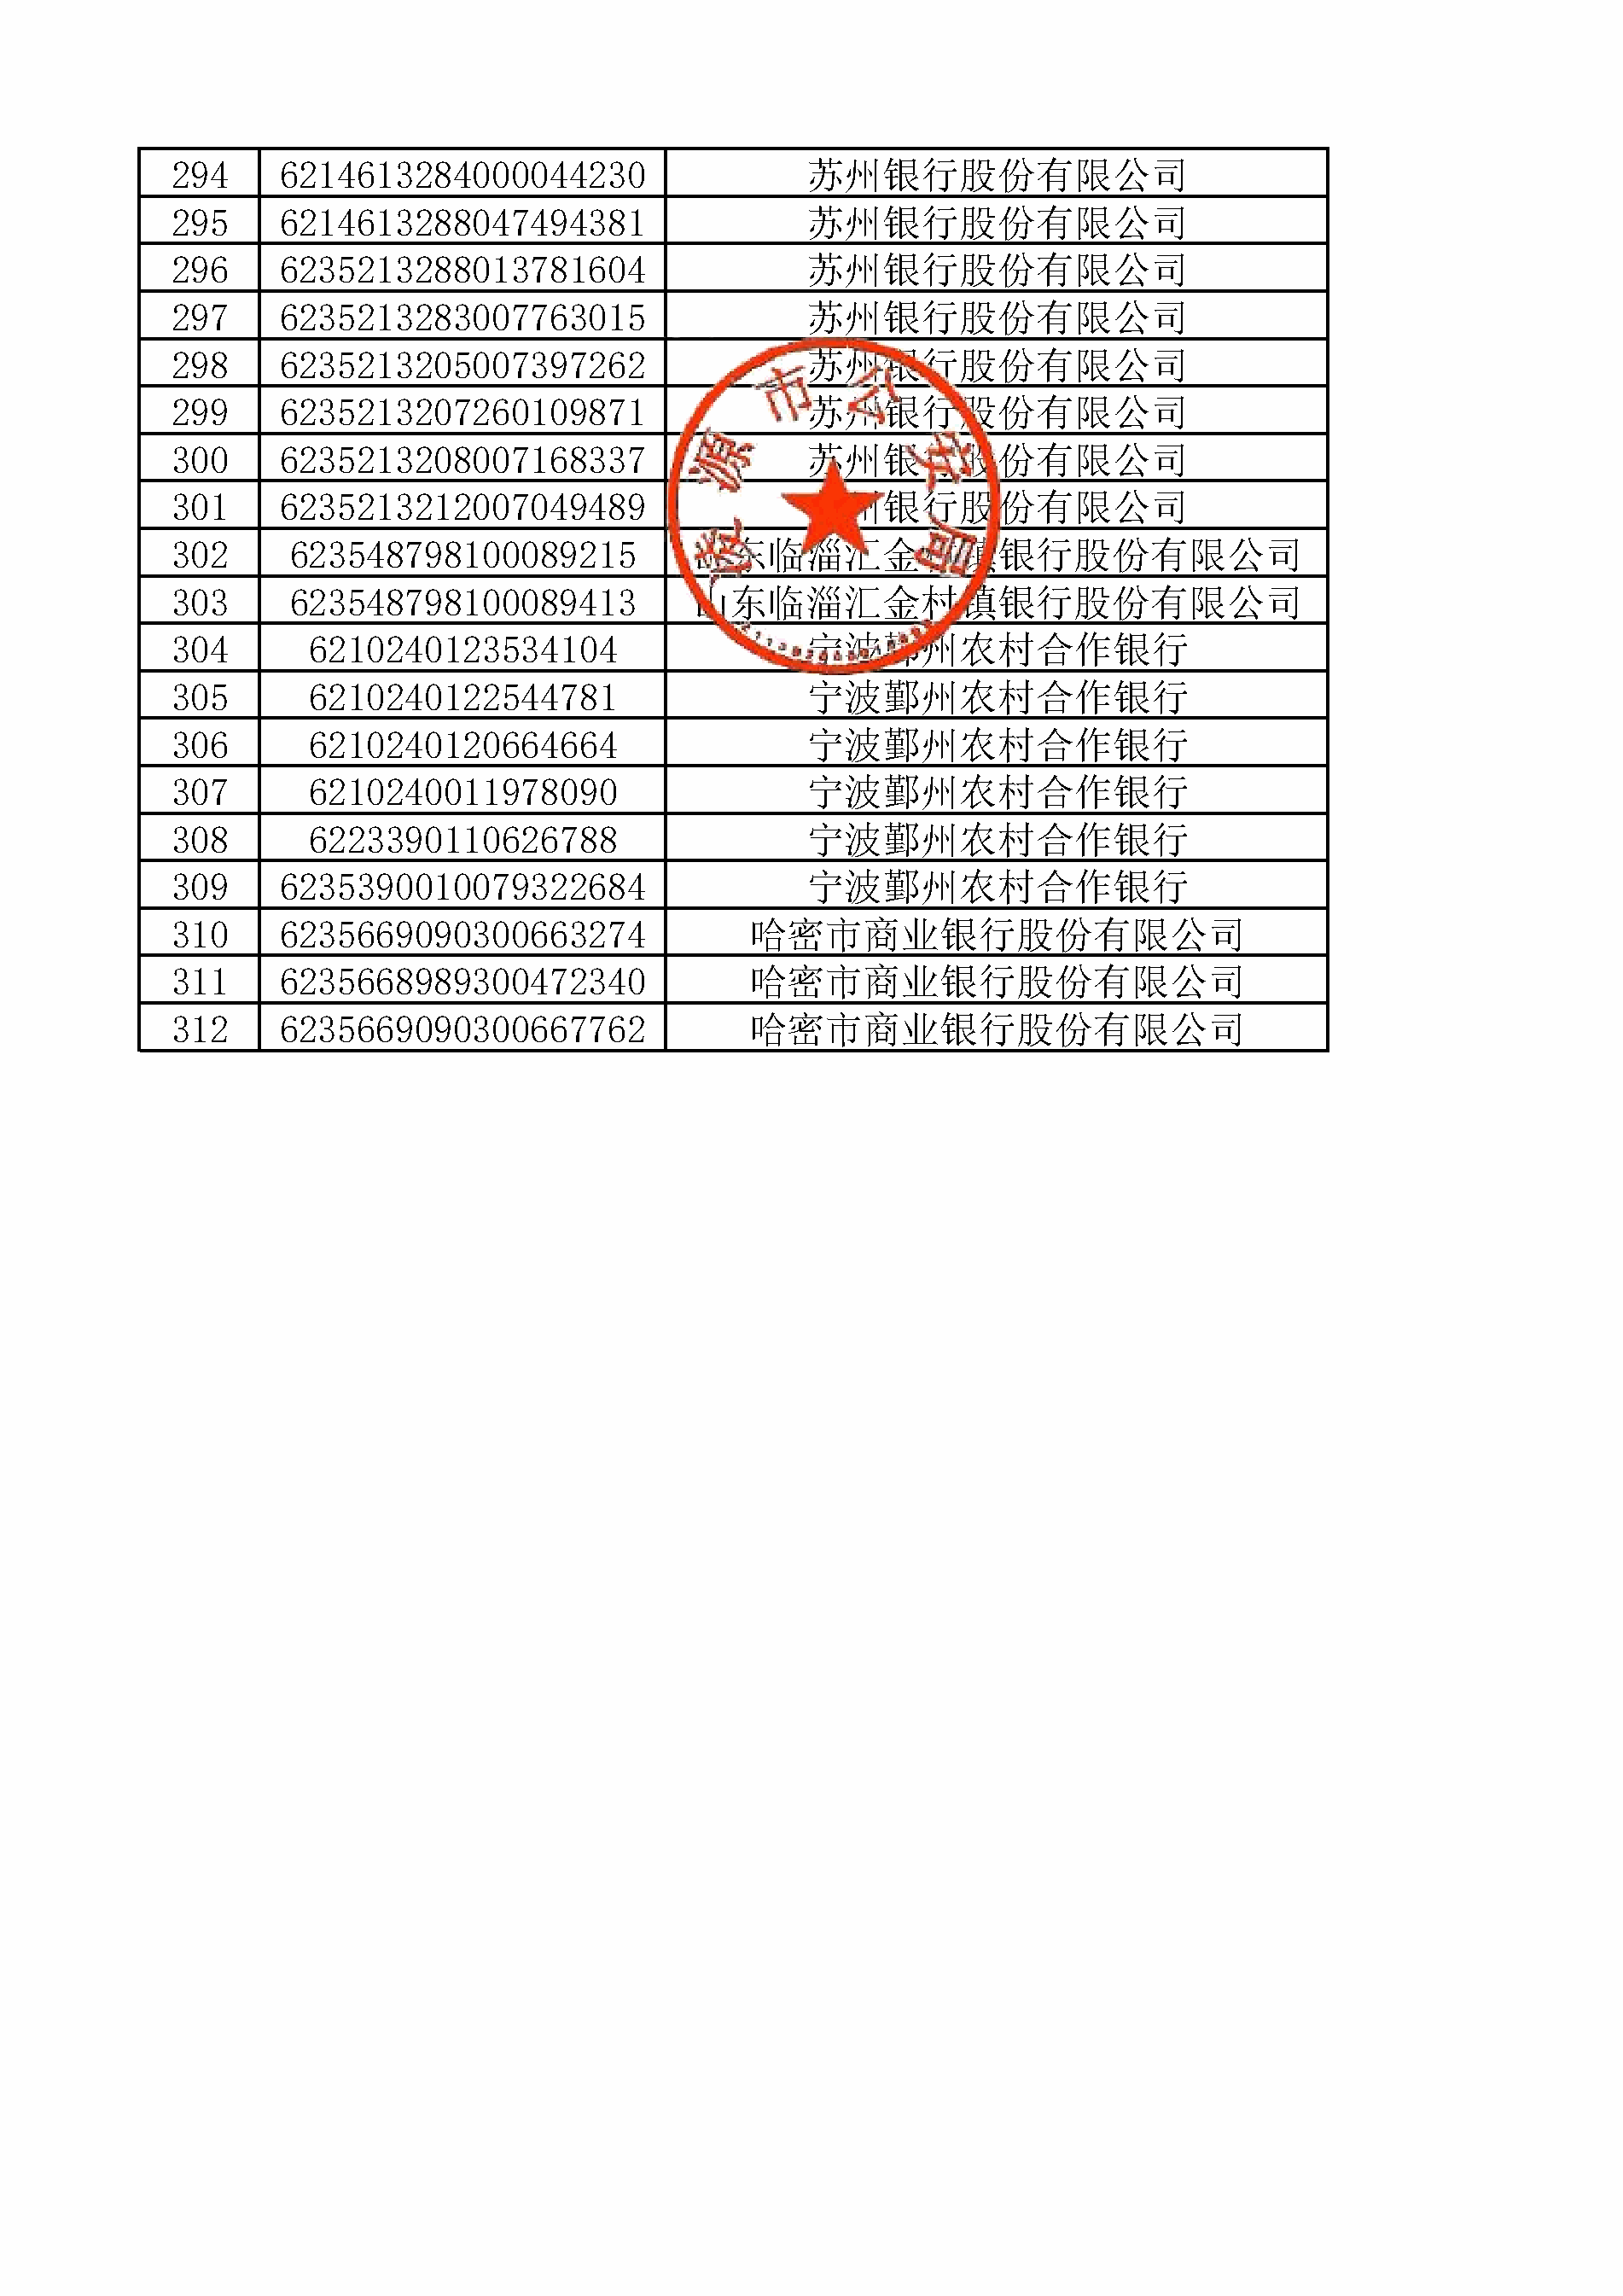 294 6214613284000044230 苏州银行股份有限公司
295 6214613288047494381 苏州银行股份有限公司
296 6235213288013781604 苏州银行股份有限公司
297 6235213283007763015 苏州银行股份有限公司
298 6235213205007397262 苏州银行股份有限公司
299 6235213207260109871 苏州银行股份有限公司
300 6235213208007168337 苏州银行股份有限公司
301 6235213212007049489 苏州银行股份有限公司
302 623548798100089215 山东临淄汇金村镇银行股份有限公司
303 623548798100089413 山东临淄汇金村镇银行股份有限公司
304 6210240123534104 宁波鄞州农村合作银行
305 6210240122544781 宁波鄞州农村合作银行
306 6210240120664664 宁波鄞州农村合作银行
307 6210240011978090 宁波鄞州农村合作银行
308 6223390110626788 宁波鄞州农村合作银行
309 6235390010079322684 宁波鄞州农村合作银行
310 6235669090300663274 哈密市商业银行股份有限公司
311 6235668989300472340 哈密市商业银行股份有限公司
312 6235669090300667762 哈密市商业银行股份有限公司
凌源市公安局